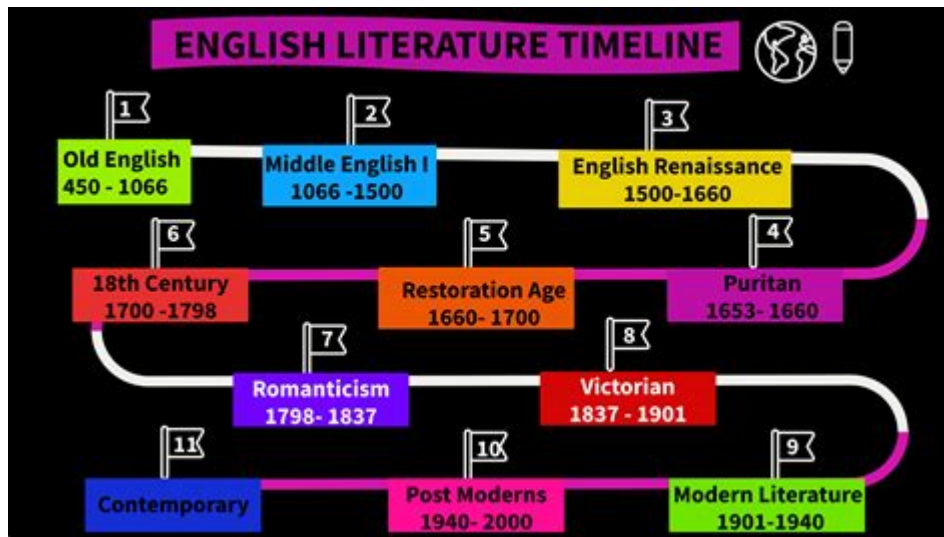 ENGLISH LITERATURE TIMELINE
1
Old English
450 - 1066
2
Middle English I
1066 -1500
3
English Renaissance
1500-1660
4
Puritan
1653- 1660
5
Restoration Age
1660- 1700
6
18th Century
1700 -1798
7
Romanticism
1798- 1837
8
Victorian
1837 - 1901
9
Modern Literature
1901-1940
10
Post Moderns
1940- 2000
11
Contemporary